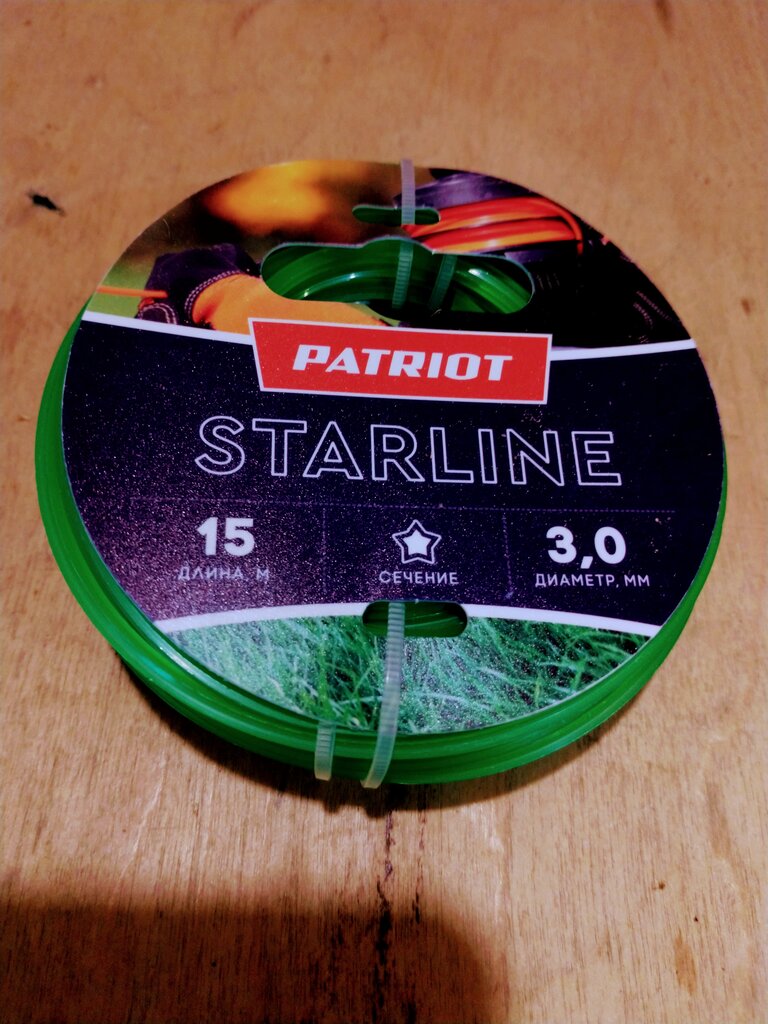 PATRIOT
STARLINE
15
ДЛИНА, М
СЕЧЕНИЕ
3,0
ДИАМЕТР, ММ